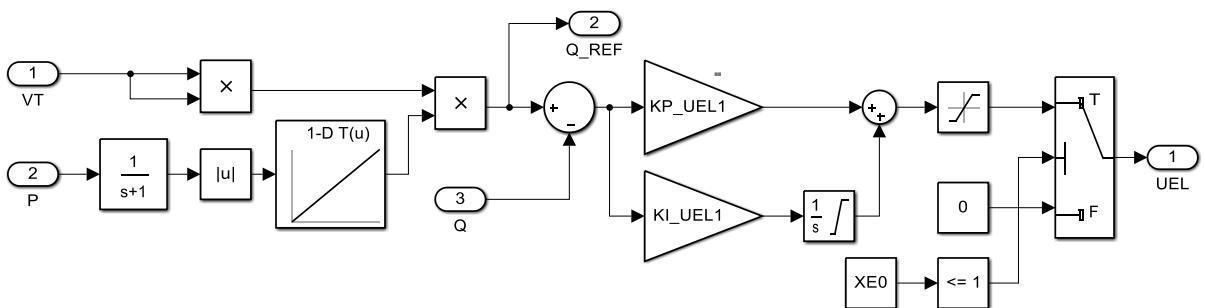 2
Q_REF
1
VT
×
×
+
−
KP_UEL1
=
+
+
T
1
UEL
2
P
1
s+1
|u|
1-D T(u)
3
Q
KI_UEL1
1
s
0
F
XE0
<= 1